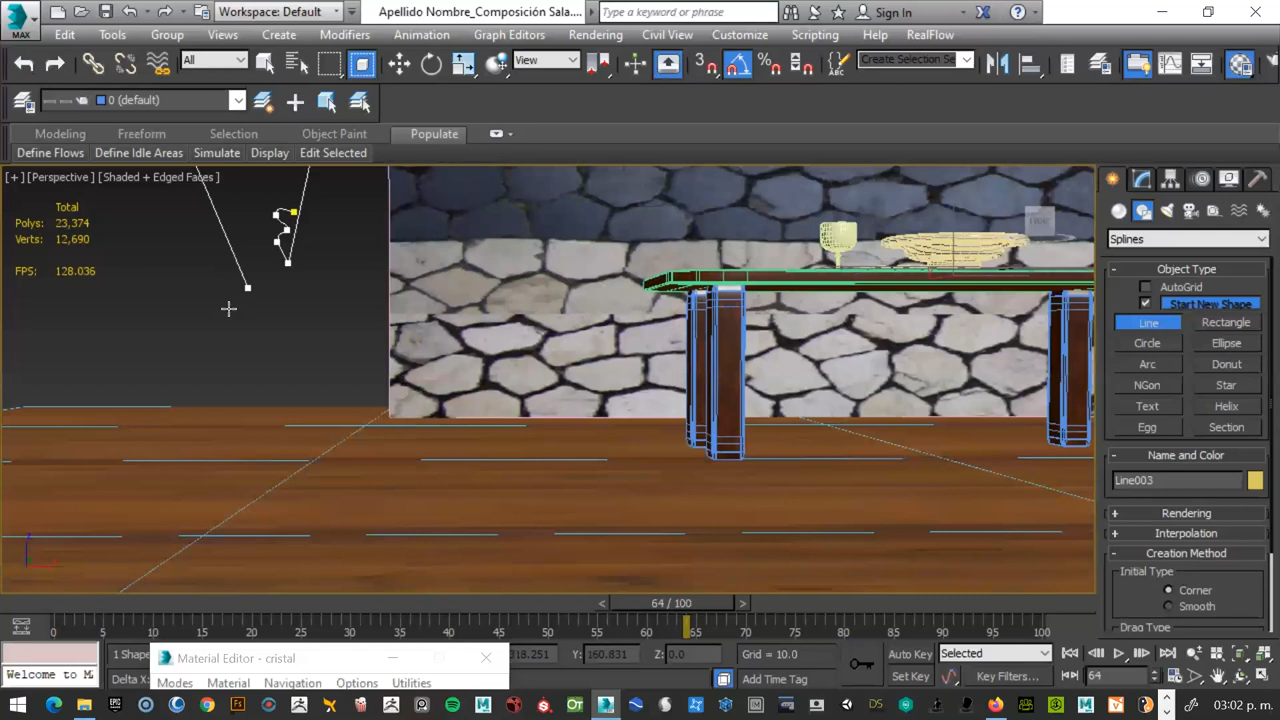 Workspace: Default
Apellido Nombre_Composición Sala....
Type a keyword or phrase
Sign In
MAX
Edit
Tools
Group
Views
Create
Modifiers
Animation
Graph Editors
Rendering
Civil View
Customize
Scripting
Help
RealFlow
All
View
3
ABC
Create Selection Se
0 (default)
Modeling
Freeform
Selection
Object Paint
Populate
Define Flows
Define Idle Areas
Simulate
Display
Edit Selected
[+] [Perspective] [Shaded + Edged Faces]
Total
Polys: 23,374
Verts: 12,690
FPS: 128.036
Splines
Object Type
AutoGrid
Start New Shape
Line
Rectangle
Circle
Ellipse
Arc
Donut
NGon
Star
Text
Helix
Egg
Section
Name and Color
Line003
Rendering
Interpolation
Creation Method
Initial Type
Corner
Smooth
Drag Type
64 / 100
0 5 10 15 20 25 30 35 40 45 50 55 60 65 70 75 80 85 90 95 100
1 Shape
Material Editor - cristal
318.251
Y: 160.831
Z: 0.0
Grid = 10.0
Auto Key
Selected
Welcome to M
Delta X:
Modes
Material
Navigation
Options
Utilities
Add Time Tag
Set Key
Key Filters...
64
03:02 p. m.